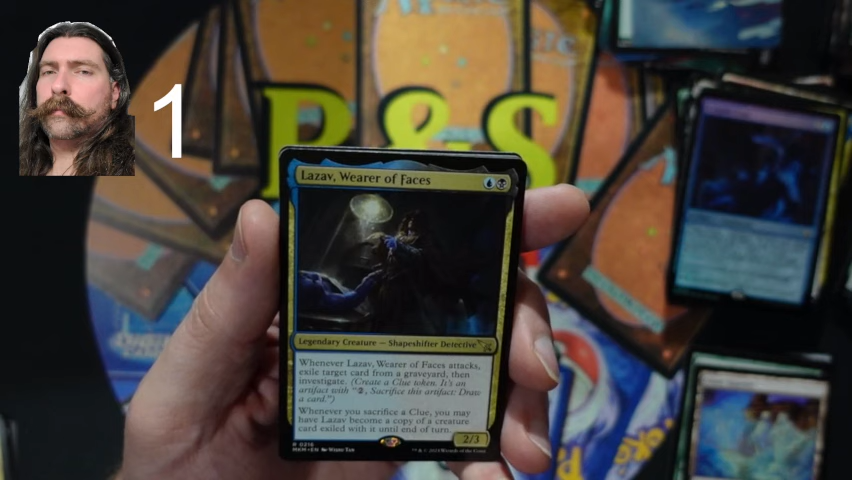 1
P & S
Lazav, Wearer of Faces
Legendary Creature — Shapeshifter Detective
Whenever Lazav, Wearer of Faces attacks,
exile target card from a graveyard, then
investigate. (Create a Clue token. It's an
artifact with "2, Sacrifice this artifact: Draw
a card.")
Whenever you sacrifice a Clue, you may
have Lazav become a copy of a creature
card exiled with it until end of turn.
2/3
R 0216
MKM • EN